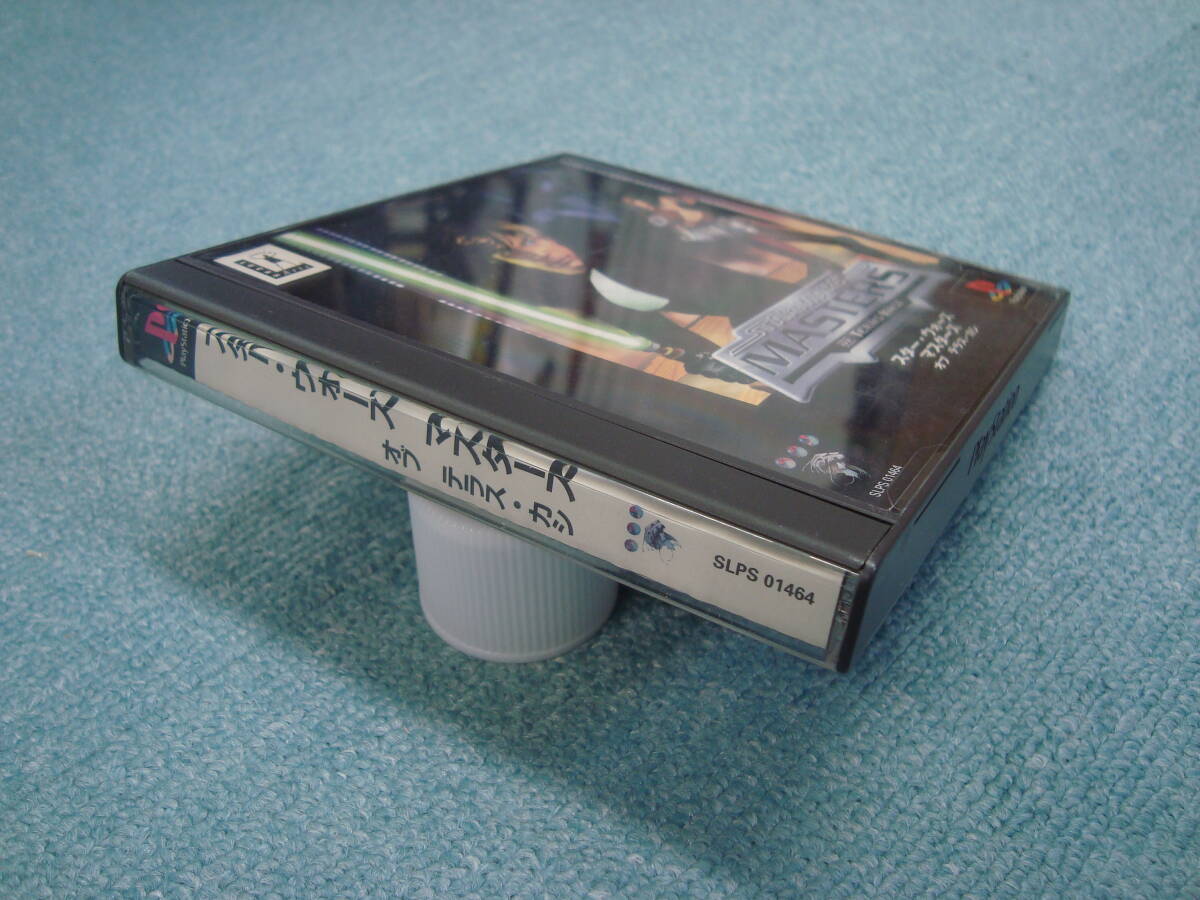 PlayStation
スター・ウォーズ マスターズ
オブ テラス・カシ
SLPS 01464
MASTERS
スター・ウォーズ
マスターズ
オブ テラス・カシ
SLPS 01464